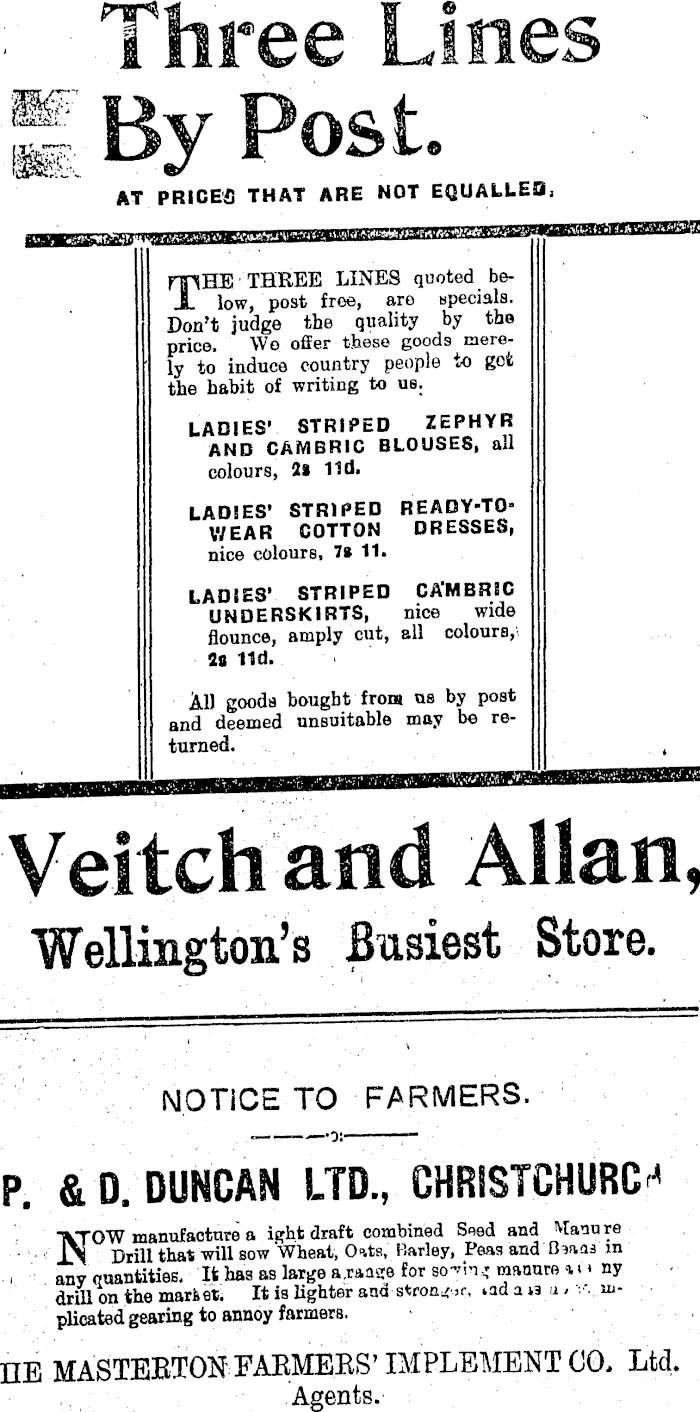 Three Lines
By Post.
AT PRICES THAT ARE NOT EQUALLED.
THE THREE LINES quoted be-
low, post free, are specials.
Don't judge the quality by the
price. We offer these goods mere-
ly to induce country people to get
the habit of writing to us.
LADIES' STRIPED ZEPHYR
AND CAMBRIC BLOUSES, all
colours, 2s 11d.
LADIES' STRIPED READY-TO-
WEAR COTTON DRESSES,
nice colours, 7s 11.
LADIES' STRIPED CAMBRIC
UNDERSKIRTS, nice wide
flounce, amply cut, all colours,
2s 11d.
All goods bought from us by post
and deemed unsuitable may be re-
turned.
Veitch and Allan,
Wellington's Busiest Store.
NOTICE TO FARMERS.
P. & D. DUNCAN LTD., CHRISTCHURCH
NOW manufacture a ight draft combined Seed and Manure
Drill that will sow Wheat, Oats, Barley, Peas and Beans in
any quantities. It has as large a range for sowing manure ny
drill on the market. It is lighter and stronger, and m-
plicated gearing to annoy farmers.
HE MASTERTON FARMERS' IMPLEMENT CO. Ltd.
Agents.